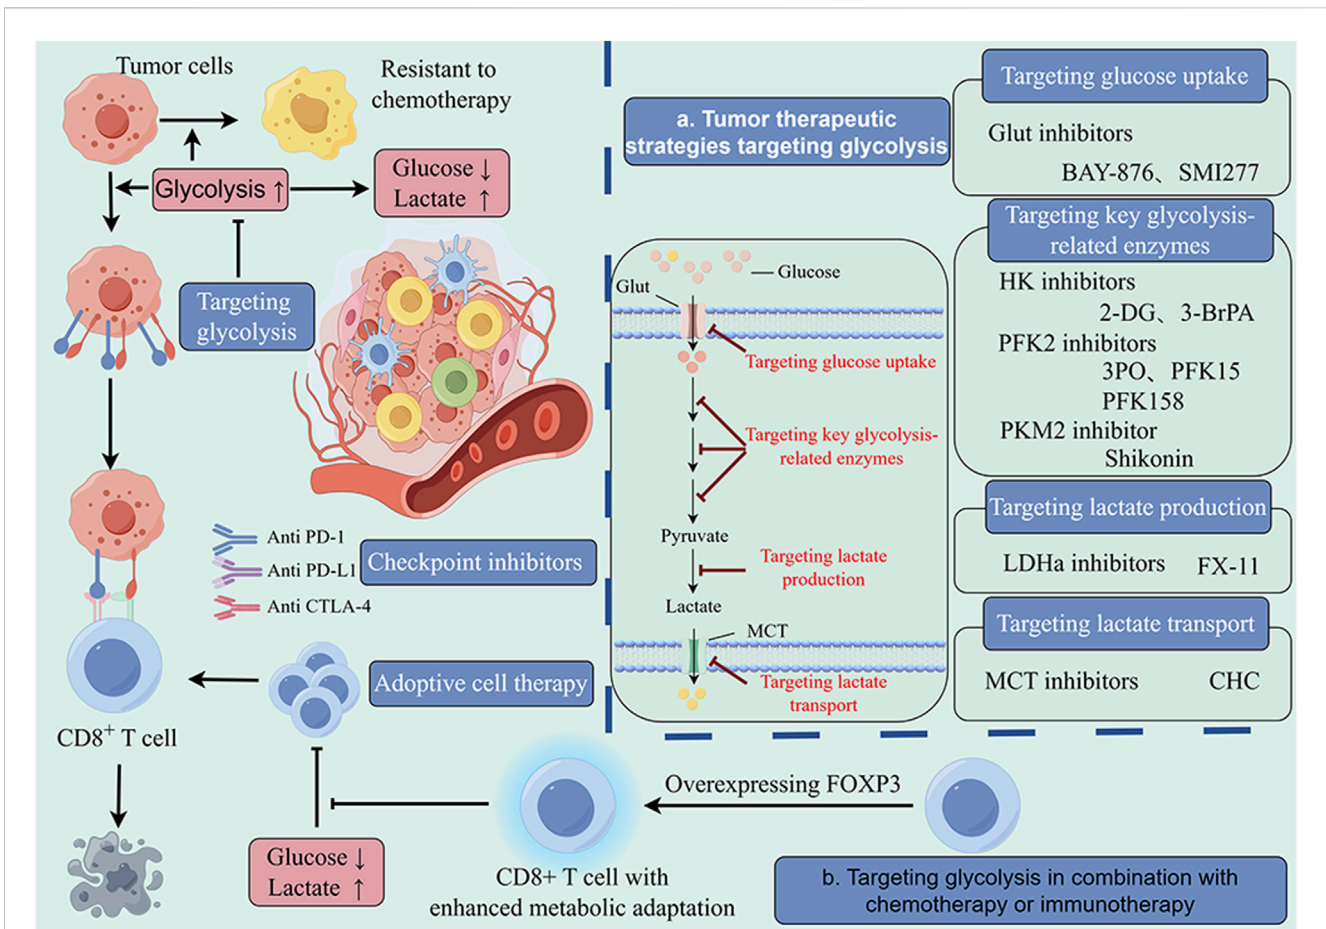 Tumor cells
Resistant to
chemotherapy
Glycolysis ↑
Glucose ↓
Lactate ↑
Targeting
glycolysis
Anti PD-1
Anti PD-L1
Anti CTLA-4
Checkpoint inhibitors
Adoptive cell therapy
CD8+ T cell
Glucose ↓
Lactate ↑
CD8+ T cell with
enhanced metabolic adaptation
Overexpressing FOXP3
b. Targeting glycolysis in combination with
chemotherapy or immunotherapy
a. Tumor therapeutic
strategies targeting glycolysis
Glucose
Glut
Targeting glucose uptake
Targeting key glycolysis-
related enzymes
Pyruvate
Targeting lactate
production
Lactate
MCT
Targeting lactate
transport
Targeting glucose uptake
Glut inhibitors
BAY-876、SMI277
Targeting key glycolysis-
related enzymes
HK inhibitors
2-DG、3-BrPA
PFK2 inhibitors
3PO、PFK15
PFK158
PKM2 inhibitor
Shikonin
Targeting lactate production
LDHa inhibitors FX-11
Targeting lactate transport
MCT inhibitors CHC